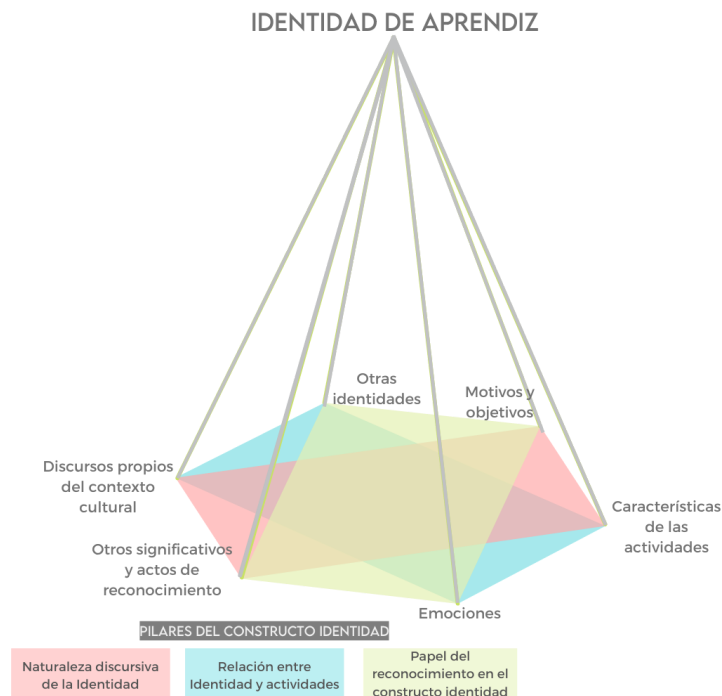 IDENTIDAD DE APRENDIZ
Otras
identidades
Motivos y
objetivos
Discursos propios
del contexto
cultural
Características
de las
actividades
Otros significativos
y actos de
reconocimiento
Emociones
PILARES DEL CONSTRUCTO IDENTIDAD
Naturaleza discursiva
de la Identidad
Relación entre
Identidad y actividades
Papel del
reconocimiento en el
constructo identidad